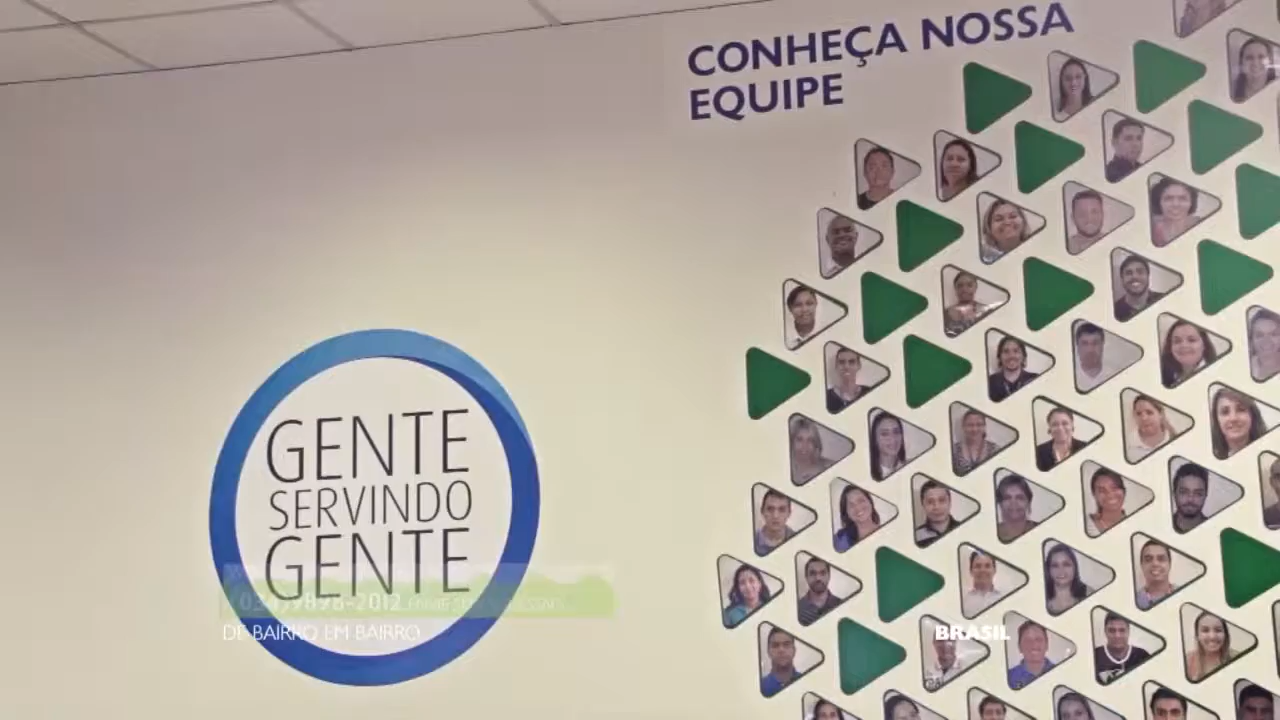 CONHEÇA NOSSA
EQUIPE
GENTE
SERVINDO
GENTE
DE BAIRRO EM BAIRRO
BRASIL